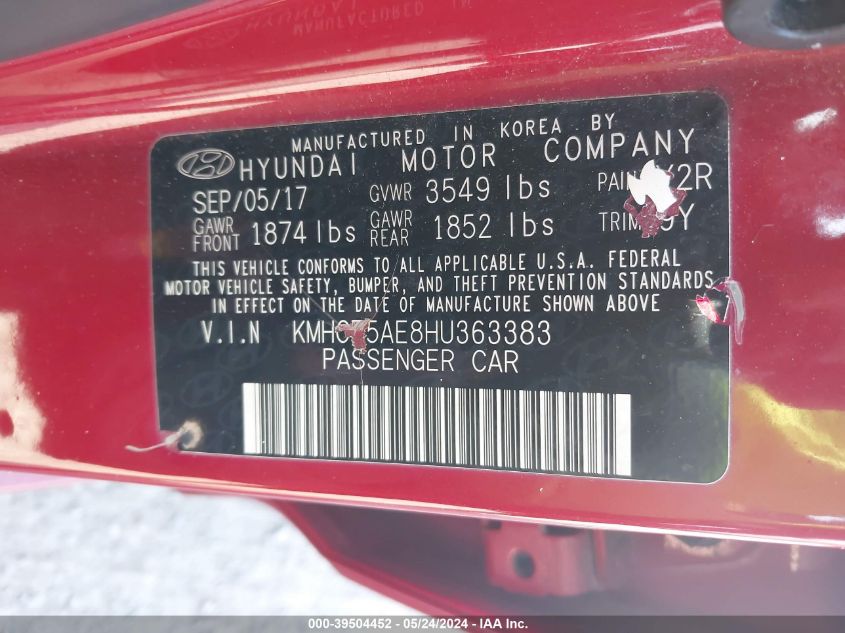 MANUFACTURED IN KOREA BY
HYUNDAI MOTOR COMPANY
SEP/05/17 GVWR 3549 lbs
GAWR FRONT 1874 lbs GAWR REAR 1852 lbs
THIS VEHICLE CONFORMS TO ALL APPLICABLE U.S.A. FEDERAL
MOTOR VEHICLE SAFETY, BUMPER, AND THEFT PREVENTION STANDARDS
IN EFFECT ON THE DATE OF MANUFACTURE SHOWN ABOVE
V.I.N
PASSENGER CAR
000-39504452 - 05/24/2024 - IAA Inc.